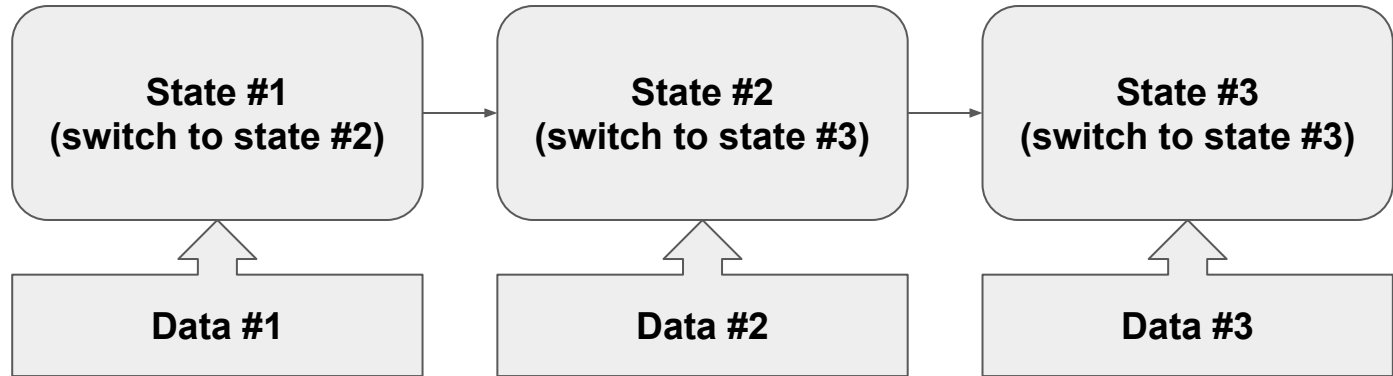 State #1
(switch to state #2)
State #2
(switch to state #3)
State #3
(switch to state #3)
Data #1
Data #2
Data #3